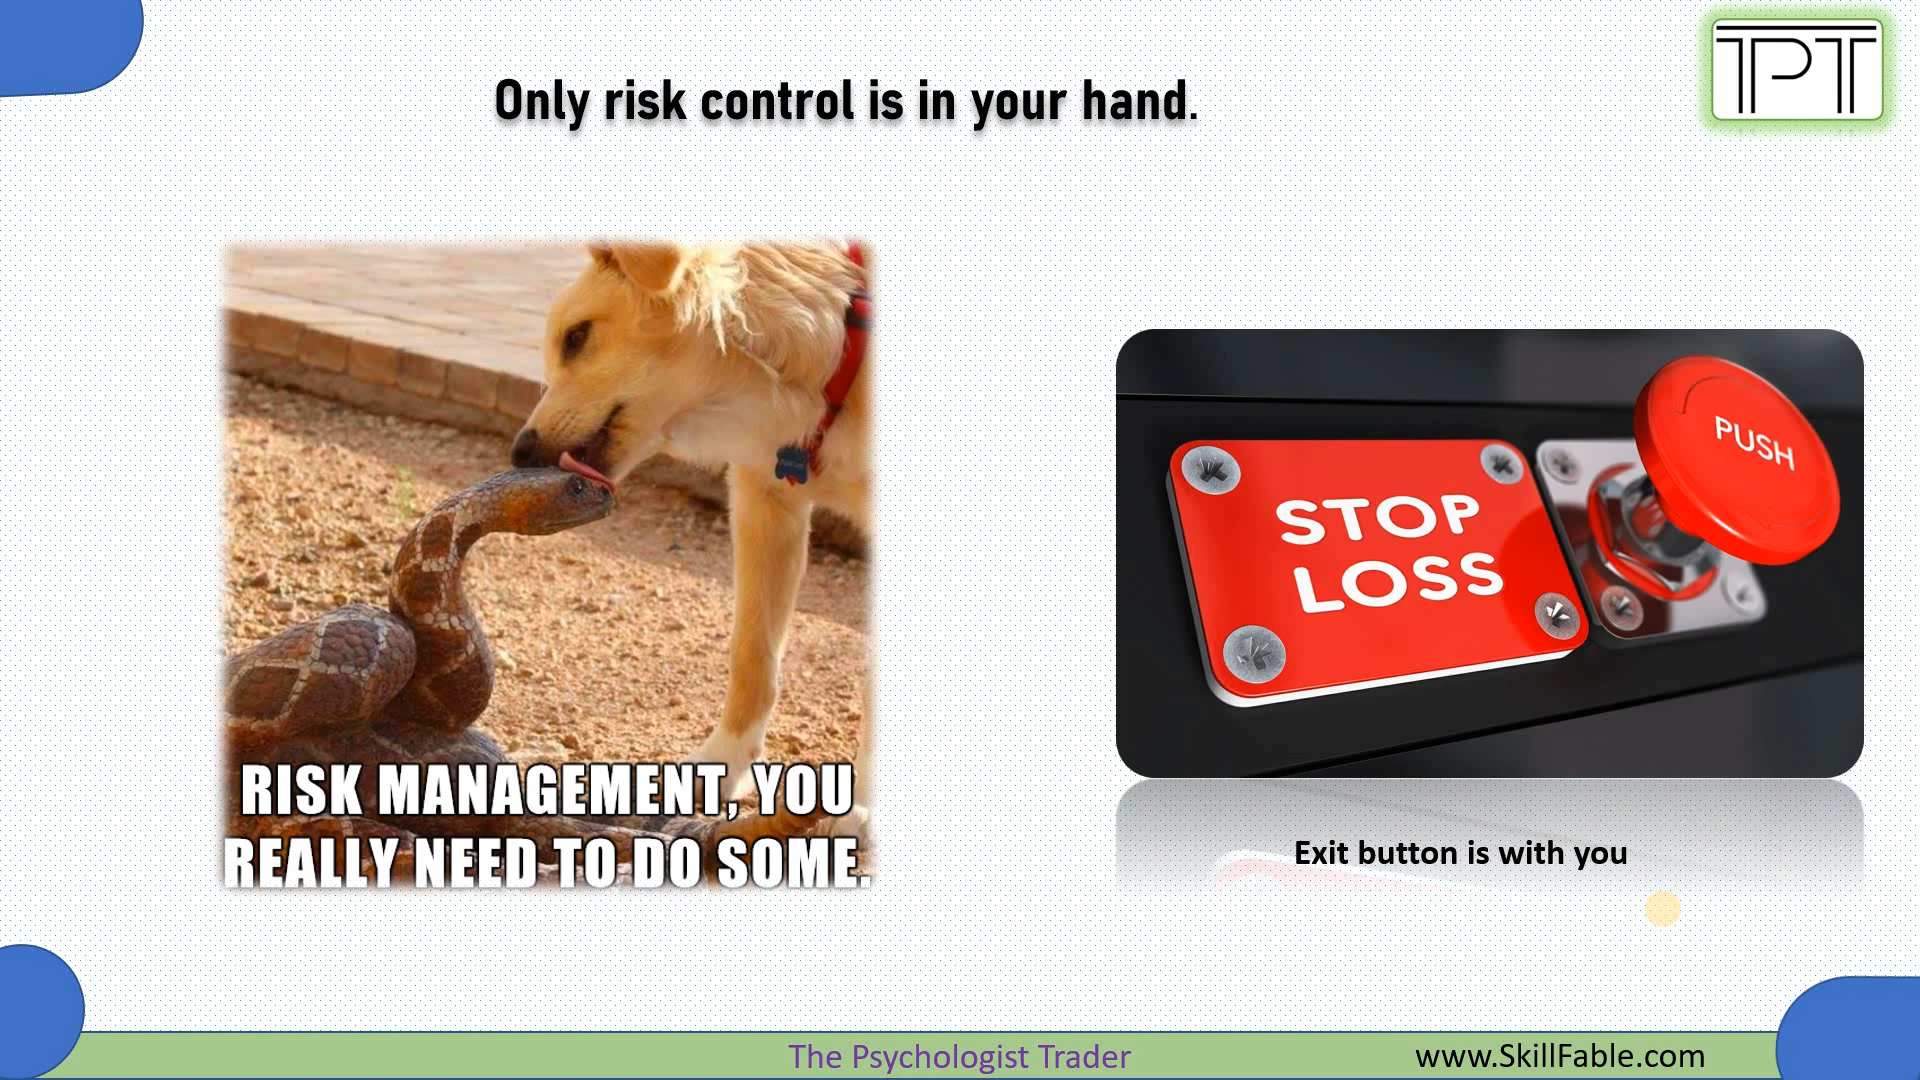 Only risk control is in your hand.
TPT
RISK MANAGEMENT, YOU
REALLY NEED TO DO SOME.
STOP
LOSS
PUSH
Exit button is with you
The Psychologist Trader
www.SkillFable.com